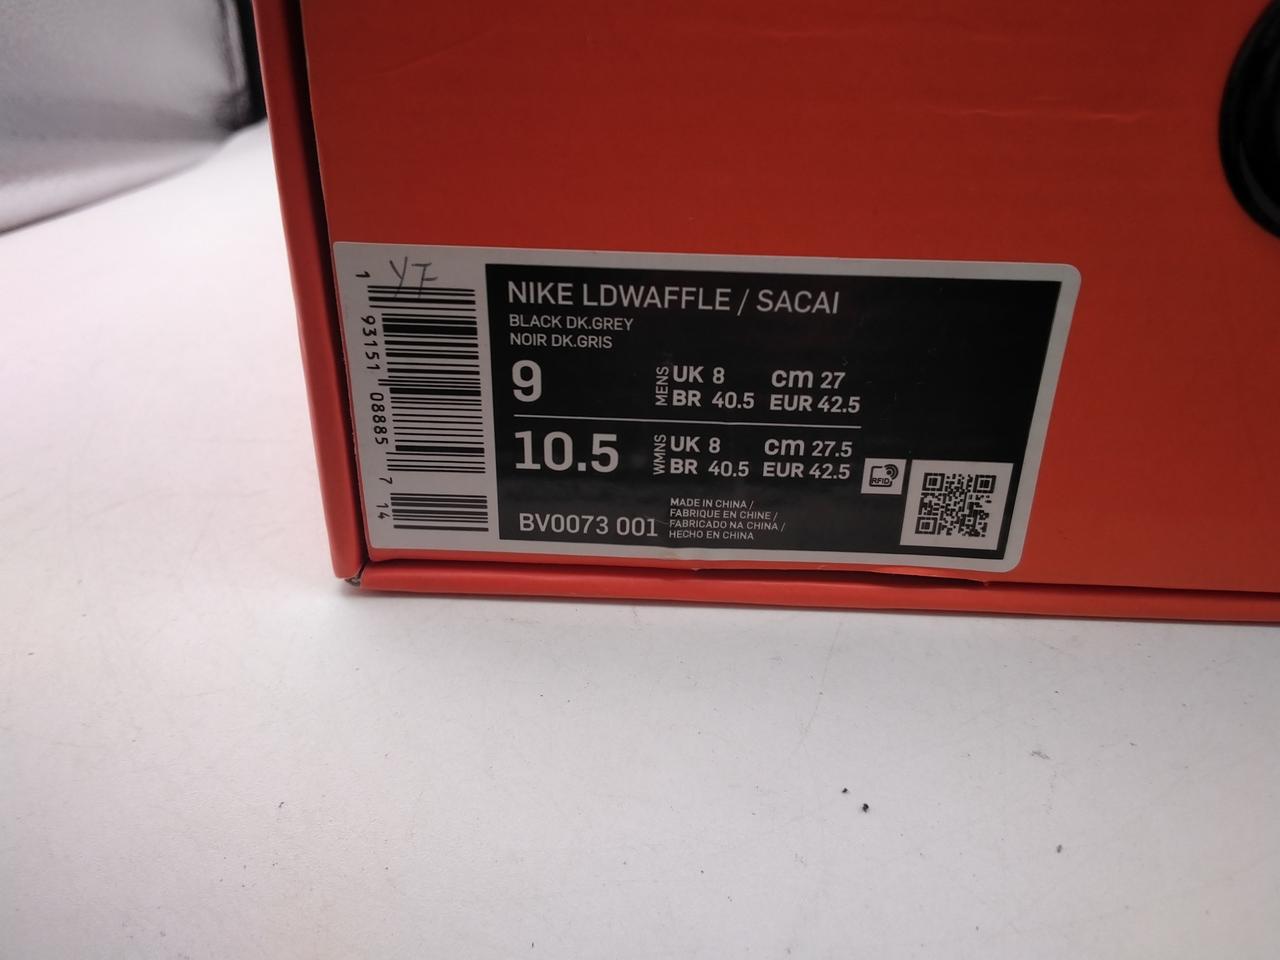 YF
1 93151 08885 7 14
NIKE LDWAFFLE / SACAI
BLACK DK.GREY
NOIR DK.GRIS
9
MENS
UK 8 cm 27
BR 40.5 EUR 42.5
10.5
WMNS
UK 8 cm 27.5
BR 40.5 EUR 42.5
RFID
BV0073 001
MADE IN CHINA /
FABRIQUE EN CHINE /
FABRICADO NA CHINA /
HECHO EN CHINA